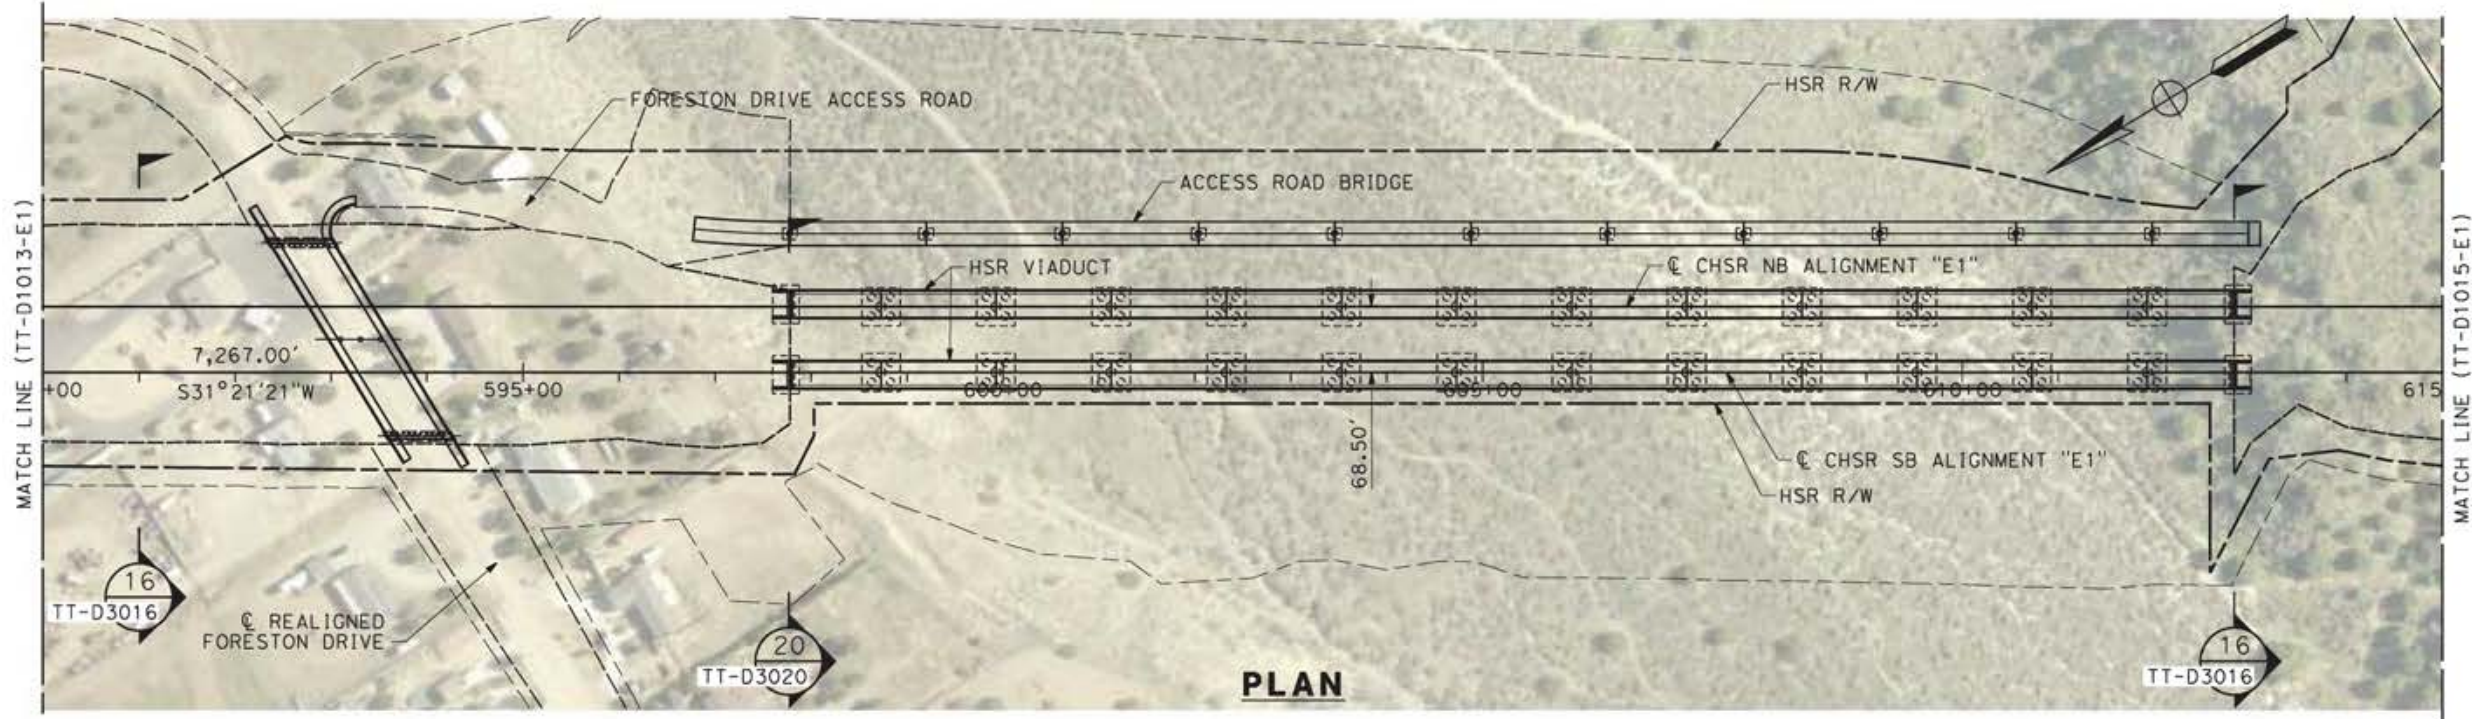 MATCH LINE (TT-D1013-E1)
FORESTON DRIVE ACCESS ROAD
HSR R/W
ACCESS ROAD BRIDGE
HSR VIADUCT
℄ CHSR NB ALIGNMENT "E1"
7,267.00'
S31°21'21"W
+00
595+00
600+00
605+00
610+00
615
68.50'
℄ CHSR SB ALIGNMENT "E1"
HSR R/W
℄ REALIGNED
FORESTON DRIVE
16
TT-D3016
20
TT-D3020
16
TT-D3016
PLAN
MATCH LINE (TT-D1015-E1)